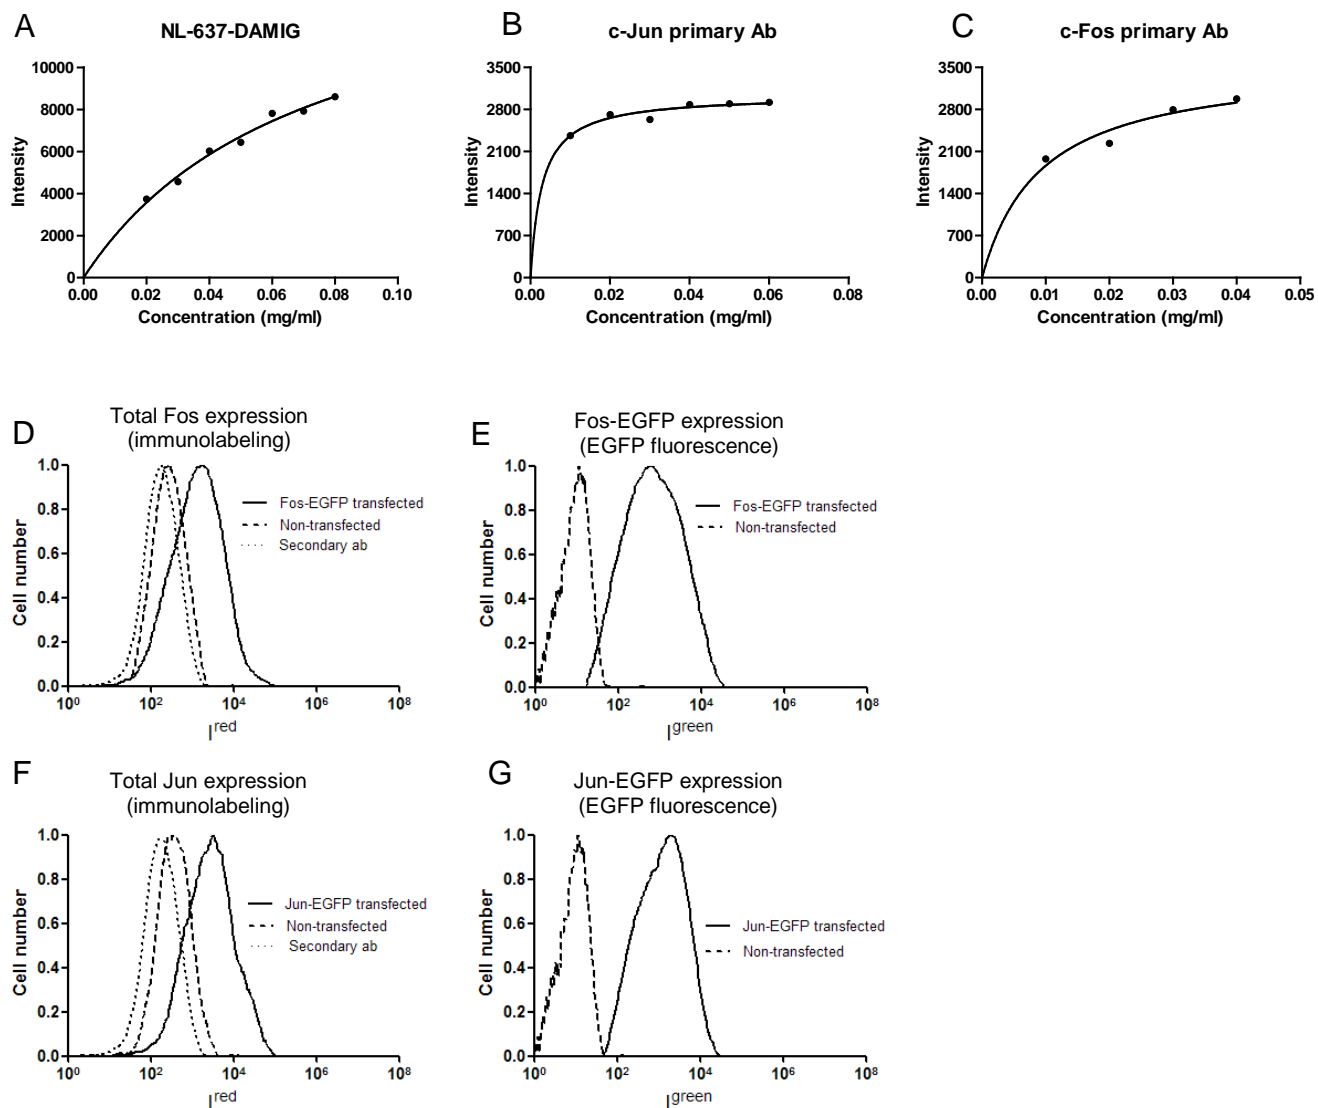 A
NL-637-DAMIG
10000
8000
6000
4000
2000
0
Intensity
0.00 0.02 0.04 0.06 0.08 0.10
Concentration (mg/ml)
B
c-Jun primary Ab
3500
2800
2100
1400
700
0
Intensity
0.00 0.02 0.04 0.06 0.08
Concentration (mg/ml)
C
c-Fos primary Ab
3500
2800
2100
1400
700
0
Intensity
0.00 0.01 0.02 0.03 0.04 0.05
Concentration (mg/ml)
D
Total Fos expression
(immunolabeling)
1.0
0.8
0.6
0.4
0.2
0.0
Cell number
Fos-EGFP transfected
Non-transfected
Secondary ab
10⁰ 10² 10⁴ 10⁶ 10⁸
I^red
E
Fos-EGFP expression
(EGFP fluorescence)
1.0
0.8
0.6
0.4
0.2
0.0
Cell number
Fos-EGFP transfected
Non-transfected
10⁰ 10² 10⁴ 10⁶ 10⁸
I^green
F
Total Jun expression
(immunolabeling)
1.0
0.8
0.6
0.4
0.2
0.0
Cell number
Jun-EGFP transfected
Non-transfected
Secondary ab
10⁰ 10² 10⁴ 10⁶ 10⁸
I^red
G
Jun-EGFP expression
(EGFP fluorescence)
1.0
0.8
0.6
0.4
0.2
0.0
Cell number
Jun-EGFP transfected
Non-transfected
10⁰ 10² 10⁴ 10⁶ 10⁸
I^green